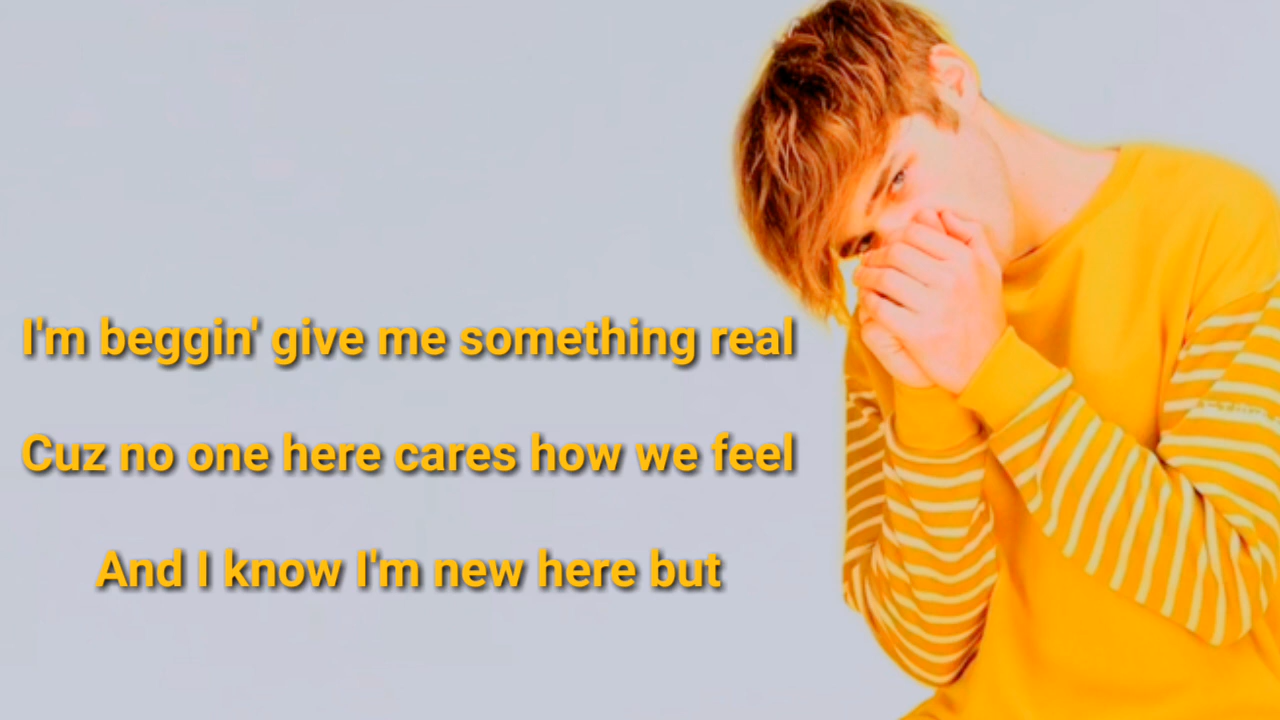 I'm beggin' give me something real
Cuz no one here cares how we feel
And I know I'm new here but